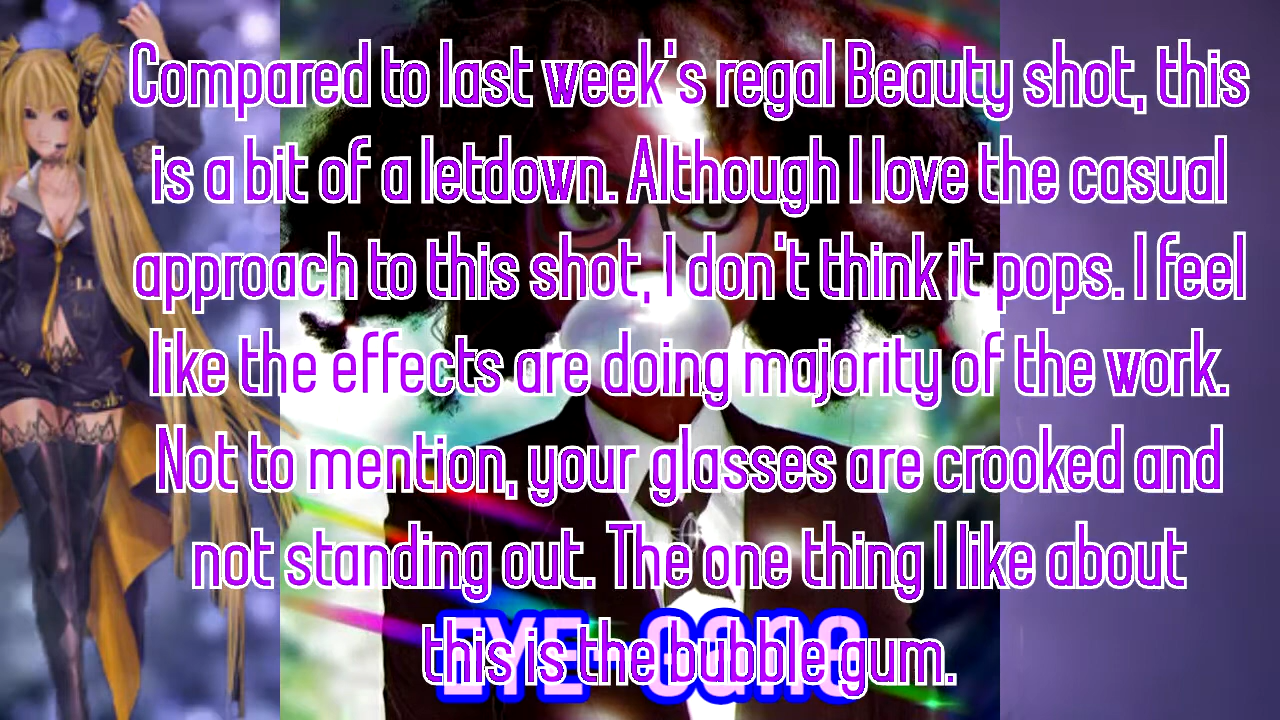 Compared to last week's regal Beauty shot, this
is a bit of a letdown. Although I love the casual
approach to this shot, I don't think it pops. I feel
like the effects are doing majority of the work.
Not to mention, your glasses are crooked and
not standing out. The one thing I like about
this is the bubble gum.
EYE